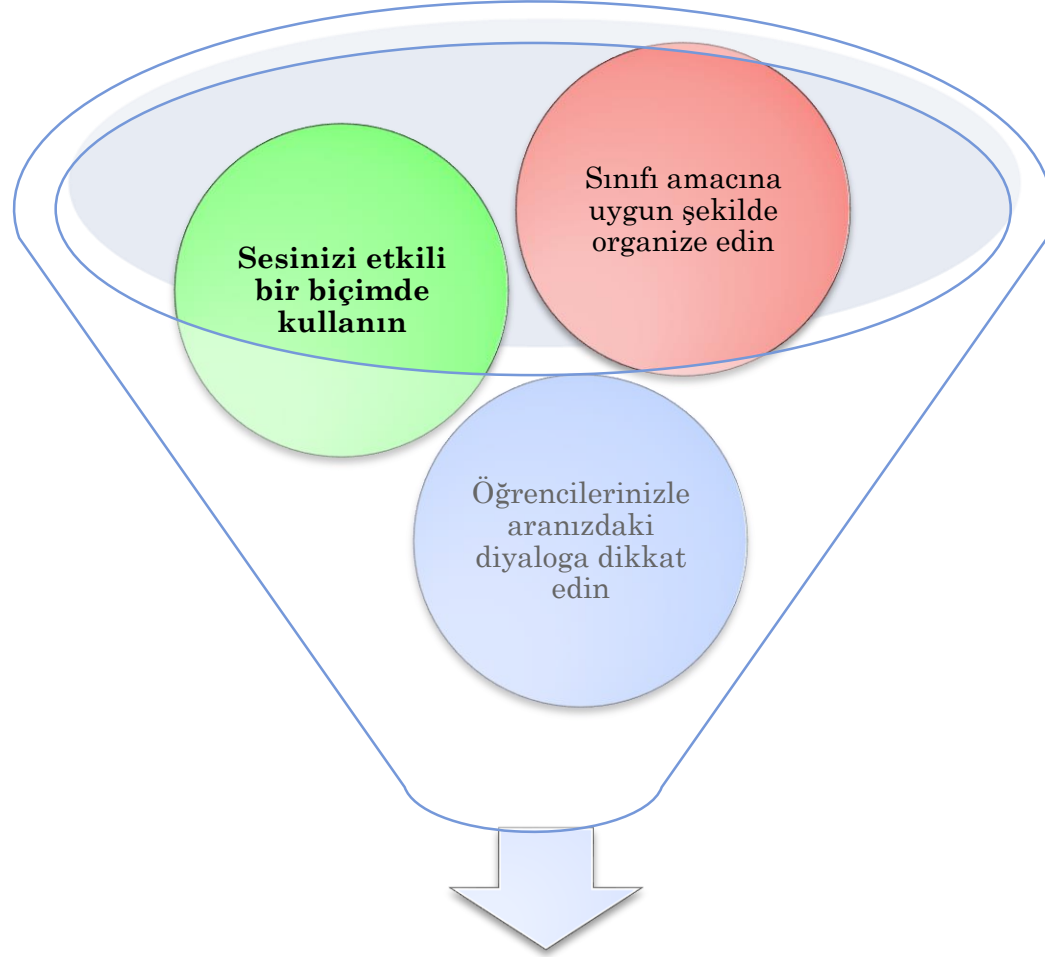 Sınıfı amacına
uygun şekilde
organize edin
Sesinizi etkili
bir biçimde
kullanın
Öğrencilerinizle
aranızdaki
diyaloga dikkat
edin